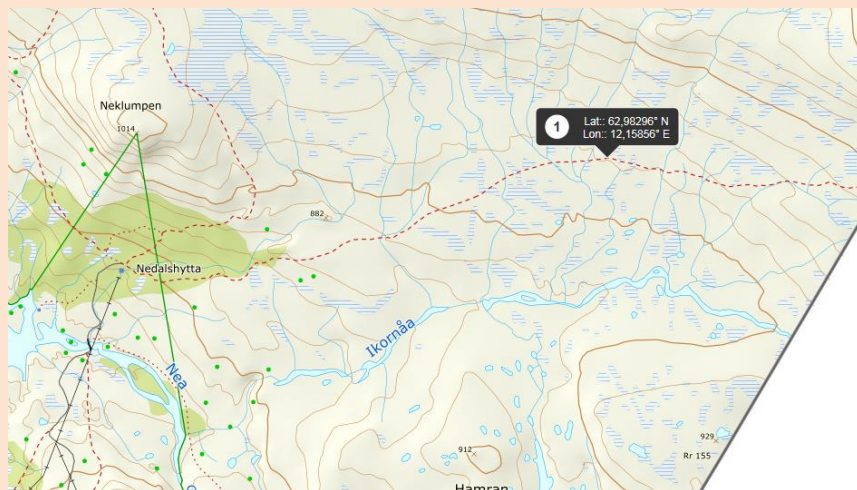 Neklumpen
1014
1
Lat:: 62,98296° N
Lon:: 12,15856° E
882
Nedalshytta
Ikornåa
Nea
929
912
Rr 155
Hamran